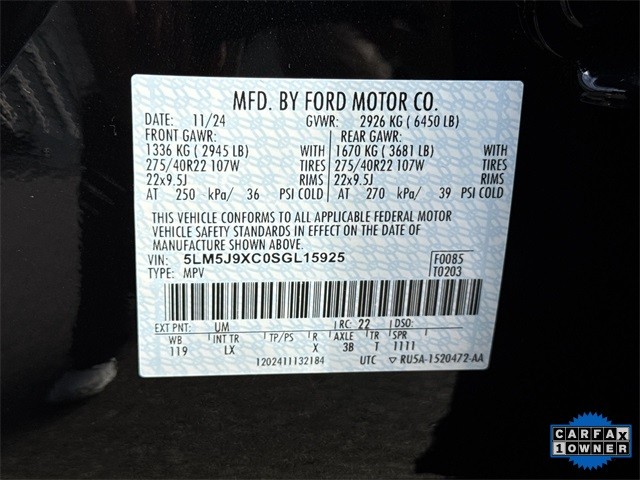 MFD. BY FORD MOTOR CO.
DATE: 11/24 GVWR: 2926 KG ( 6450 LB)
FRONT GAWR: REAR GAWR:
1336 KG ( 2945 LB) WITH 1670 KG ( 3681 LB) WITH
275/40R22 107W TIRES 275/40R22 107W TIRES
22x9.5J RIMS 22x9.5J RIMS
AT 250 kPa/ 36 PSI COLD AT 270 kPa/ 39 PSI COLD
THIS VEHICLE CONFORMS TO ALL APPLICABLE FEDERAL MOTOR
VEHICLE SAFETY STANDARDS IN EFFECT ON THE DATE OF
MANUFACTURE SHOWN ABOVE.
VIN: 5LM5J9XC0SGL15925 F0085
TYPE: MPV T0203
EXT PNT: UM RC: 22 DSO:
WB INT TR TP/PS R AXLE TR SPR
119 LX X 3B T 1111
1202411132184 UTC ▽ RU5A-1520472-AA
CARFAX
1 OWNER